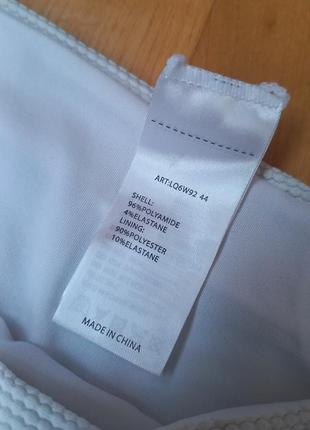 ART:LQ6W92 44
SHELL:
96%POLYAMIDE
4%ELASTANE
LINING:
90%POLYESTER
10%ELASTANE
MADE IN CHINA